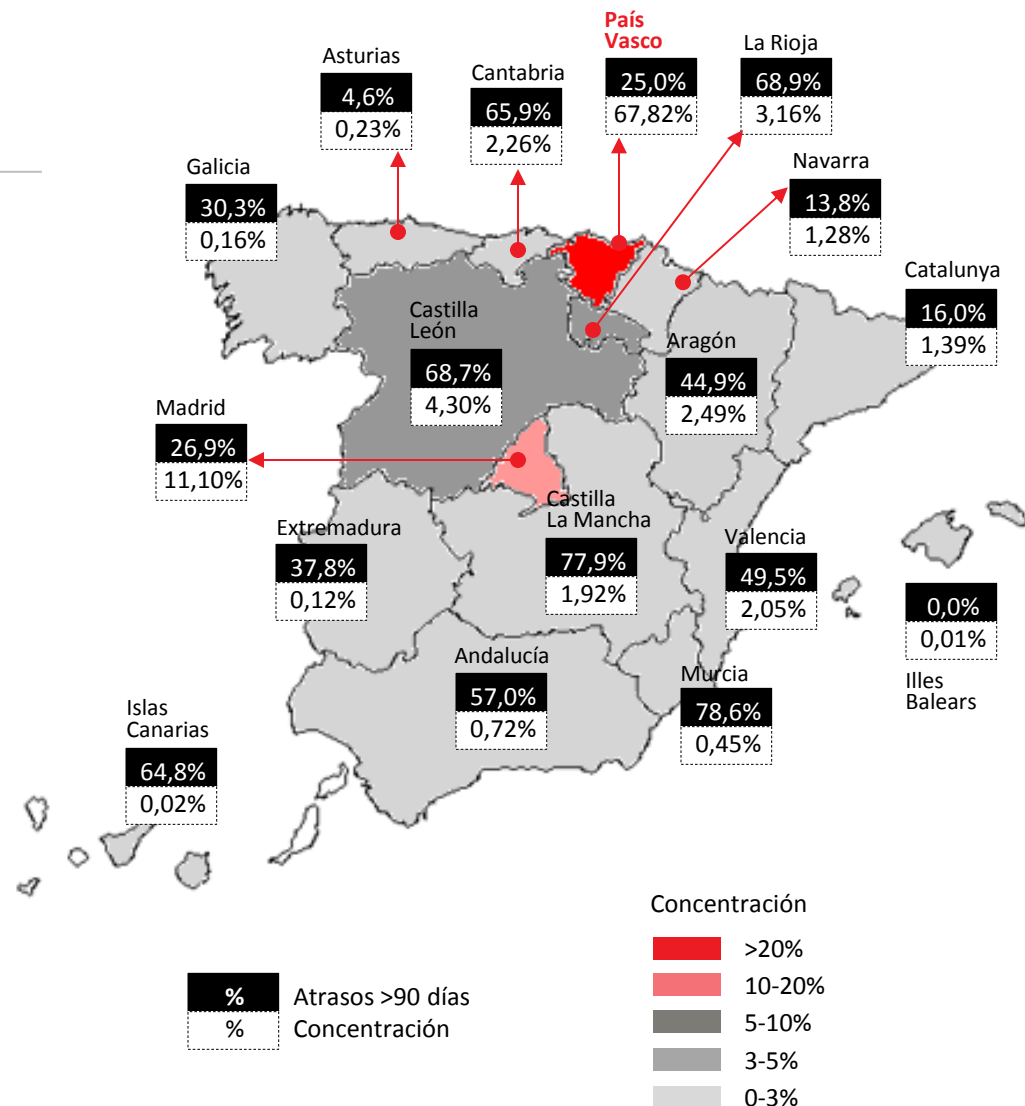 País
Vasco
25,0%
67,82%
La Rioja
68,9%
3,16%
Asturias
4,6%
0,23%
Cantabria
65,9%
2,26%
Navarra
13,8%
1,28%
Galicia
30,3%
0,16%
Catalunya
16,0%
1,39%
Castilla
León
68,7%
4,30%
Aragón
44,9%
2,49%
Madrid
26,9%
11,10%
Castilla
La Mancha
77,9%
1,92%
Extremadura
37,8%
0,12%
Valencia
49,5%
2,05%
0,0%
0,01%
Illes
Balears
Andalucía
57,0%
0,72%
Murcia
78,6%
0,45%
Islas
Canarias
64,8%
0,02%
Concentración
>20%
10-20%
5-10%
3-5%
0-3%
% Atrasos >90 días
% Concentración